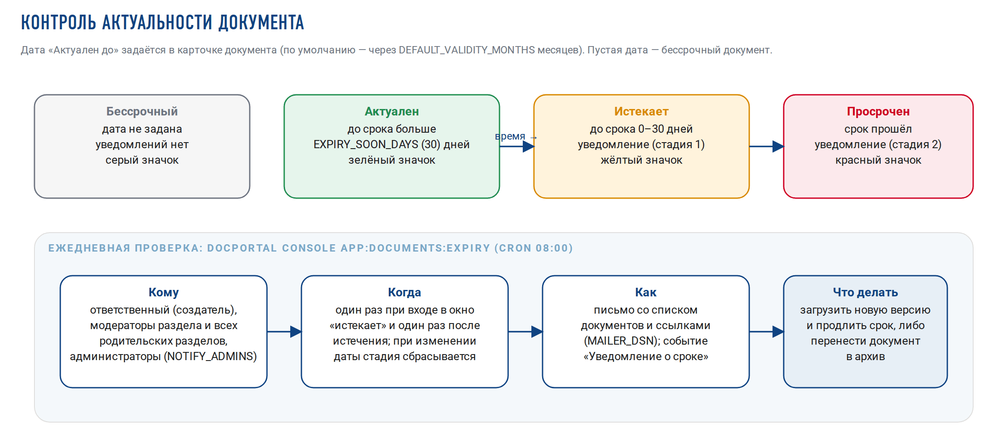 КОНТРОЛЬ АКТУАЛЬНОСТИ ДОКУМЕНТА
Дата «Актуален до» задаётся в карточке документа (по умолчанию — через DEFAULT_VALIDITY_MONTHS месяцев). Пустая дата — бессрочный документ.
Бессрочный
дата не задана
уведомлений нет
серый значок
Актуален
до срока больше
EXPIRY_SOON_DAYS (30) дней
зелёный значок
время →
Истекает
до срока 0–30 дней
уведомление (стадия 1)
жёлтый значок
Просрочен
срок прошёл
уведомление (стадия 2)
красный значок
ЕЖЕДНЕВНАЯ ПРОВЕРКА: DOCPORTAL CONSOLE APP:DOCUMENTS:EXPIRY (CRON 08:00)
Кому
ответственный (создатель),
модераторы раздела и всех
родительских разделов,
администраторы (NOTIFY_ADMINS)
Когда
один раз при входе в окно
«истекает» и один раз после
истечения; при изменении
даты стадия сбрасывается
Как
письмо со списком
документов и ссылками
(MAILER_DSN); событие
«Уведомление о сроке»
Что делать
загрузить новую версию
и продлить срок, либо
перенести документ
в архив